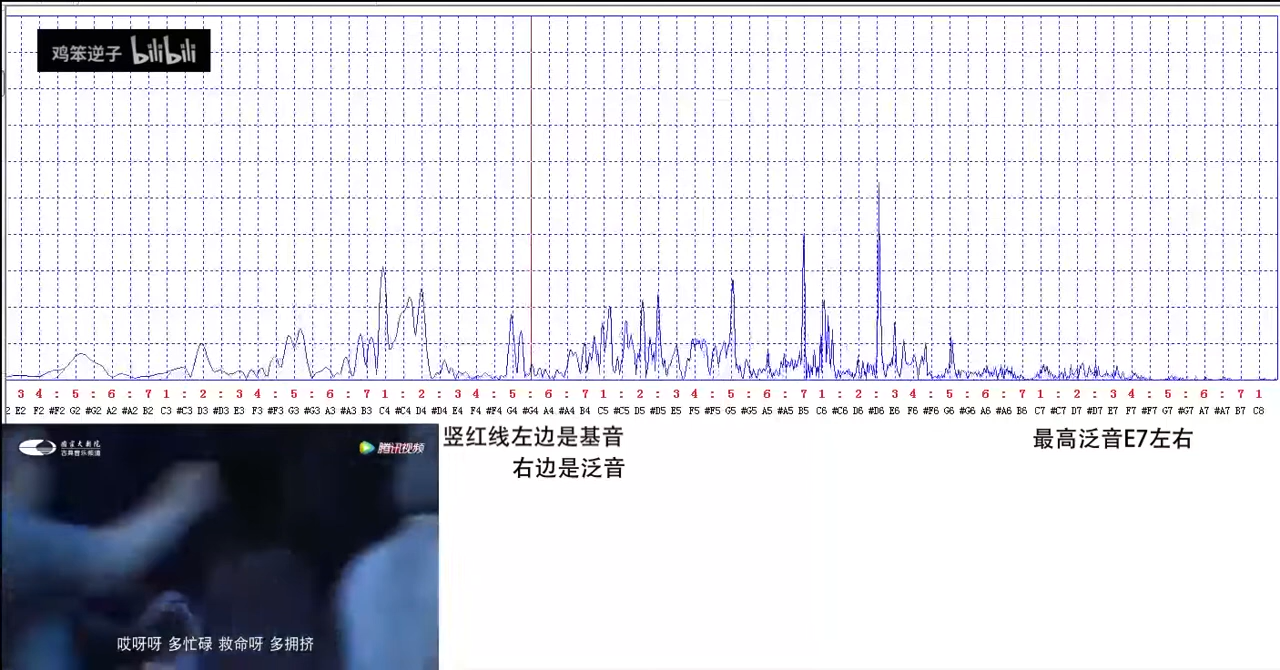 鸡笨逆子 bilibili
3 4 : 5 : 6 : 7 1 : 2 : 3 4 : 5 : 6 : 7 1 : 2 : 3 4 : 5 : 6 : 7 1 : 2 : 3 4 : 5 : 6 : 7 1 : 2 : 3 4 : 5 : 6 : 7 1 : 2 : 3 4 : 5 : 6 : 7 1
2 E2 F2 #F2 G2 #G2 A2 #A2 B2 C3 #C3 D3 #D3 E3 F3 #F3 G3 #G3 A3 #A3 B3 C4 #C4 D4 #D4 E4 F4 #F4 G4 #G4 A4 #A4 B4 C5 #C5 D5 #D5 E5 F5 #F5 G5 #G5 A5 #A5 B5 C6 #C6 D6 #D6 E6 F6 #F6 G6 #G6 A6 #A6 B6 C7 #C7 D7 #D7 E7 F7 #F7 G7 #G7 A7 #A7 B7 C8
竖红线左边是基音
右边是泛音
最高泛音E7左右
古典音乐频道
腾讯视频
哎呀呀 多忙碌 救命呀 多拥挤